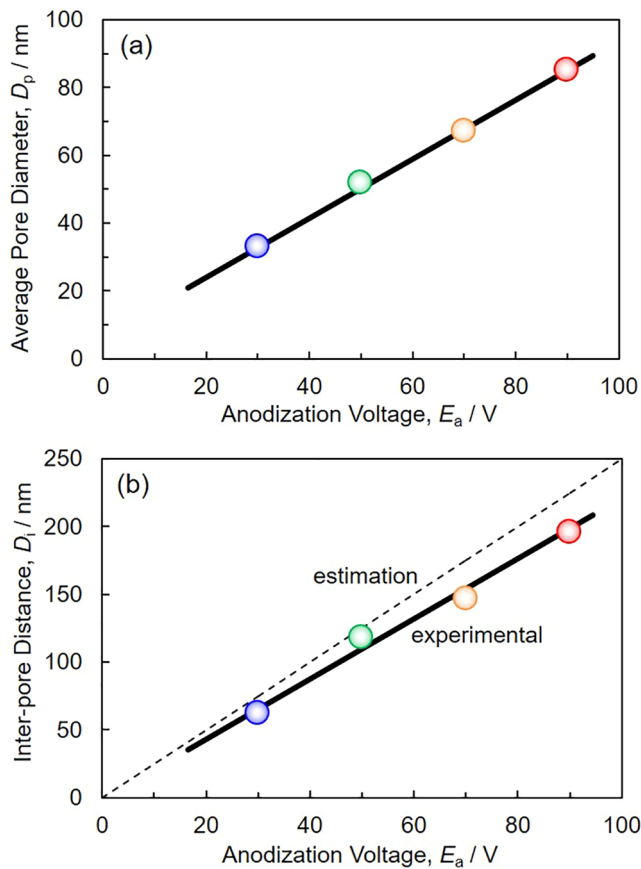 (a)
Average Pore Diameter, Dp / nm
100
80
60
40
20
0
0 20 40 60 80 100
Anodization Voltage, Ea / V
(b)
Inter-pore Distance, Di / nm
250
200
150
100
50
0
estimation
experimental
0 20 40 60 80 100
Anodization Voltage, Ea / V